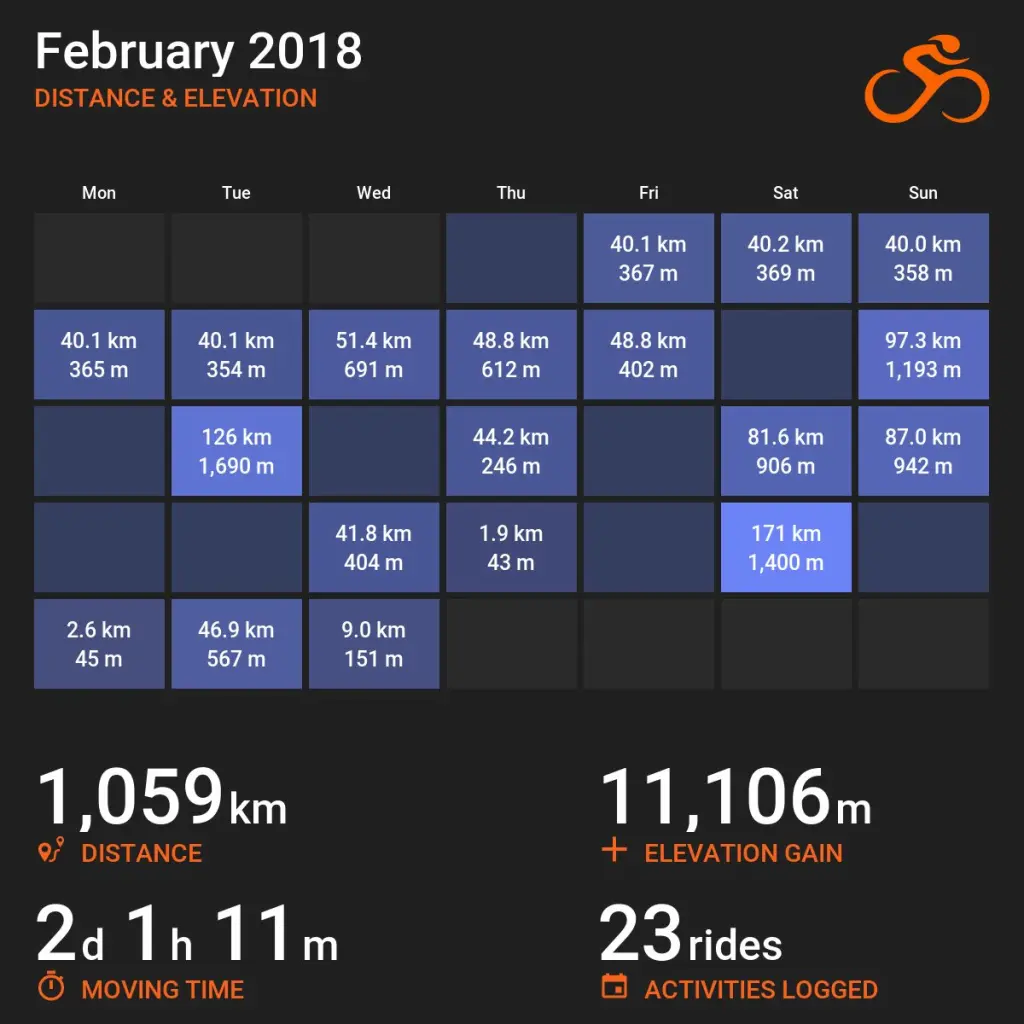 February 2018
DISTANCE & ELEVATION
Mon Tue Wed Thu Fri Sat Sun
40.1 km 40.2 km 40.0 km
367 m 369 m 358 m
40.1 km 40.1 km 51.4 km 48.8 km 48.8 km 97.3 km
365 m 354 m 691 m 612 m 402 m 1,193 m
126 km 44.2 km 81.6 km 87.0 km
1,690 m 246 m 906 m 942 m
41.8 km 1.9 km 171 km
404 m 43 m 1,400 m
2.6 km 46.9 km 9.0 km
45 m 567 m 151 m
1,059 km 11,106 m
DISTANCE ELEVATION GAIN
2d 1h 11m 23 rides
MOVING TIME ACTIVITIES LOGGED